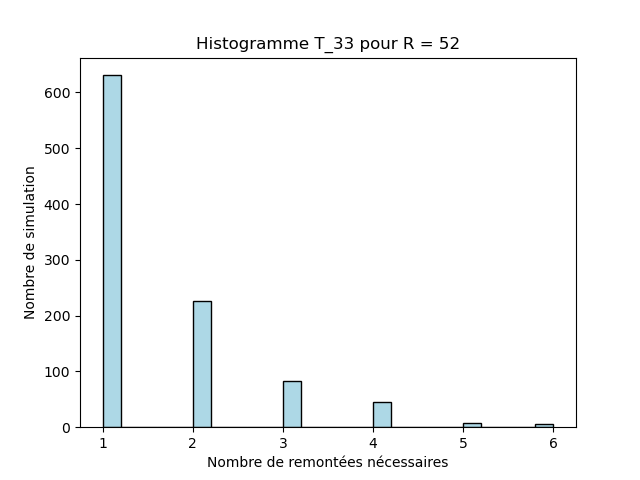 Histogramme T_33 pour R = 52
600
500
400
300
200
100
0
Nombre de simulation
1 2 3 4 5 6
Nombre de remontées nécessaires